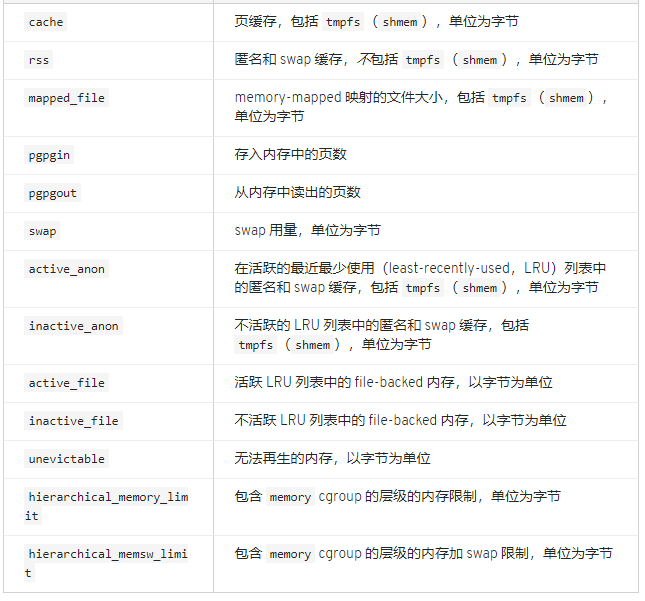 cache 页缓存，包括 tmpfs （shmem），单位为字节
rss 匿名和 swap 缓存，不包括 tmpfs （shmem），单位为字节
mapped_file memory-mapped 映射的文件大小，包括 tmpfs （shmem），
单位为字节
pgpgin 存入内存中的页数
pgpgout 从内存中读出的页数
swap swap 用量，单位为字节
active_anon 在活跃的最近最少使用（least-recently-used，LRU）列表中
的匿名和 swap 缓存，包括 tmpfs （shmem），单位为字节
inactive_anon 不活跃的 LRU 列表中的匿名和 swap 缓存，包括
tmpfs （shmem），单位为字节
active_file 活跃 LRU 列表中的 file-backed 内存，以字节为单位
inactive_file 不活跃 LRU 列表中的 file-backed 内存，以字节为单位
unevictable 无法再生的内存，以字节为单位
hierarchical_memory_lim 包含 memory cgroup 的层级的内存限制，单位为字节
it
hierarchical_memsw_limi 包含 memory cgroup 的层级的内存加 swap 限制，单位为字节
t